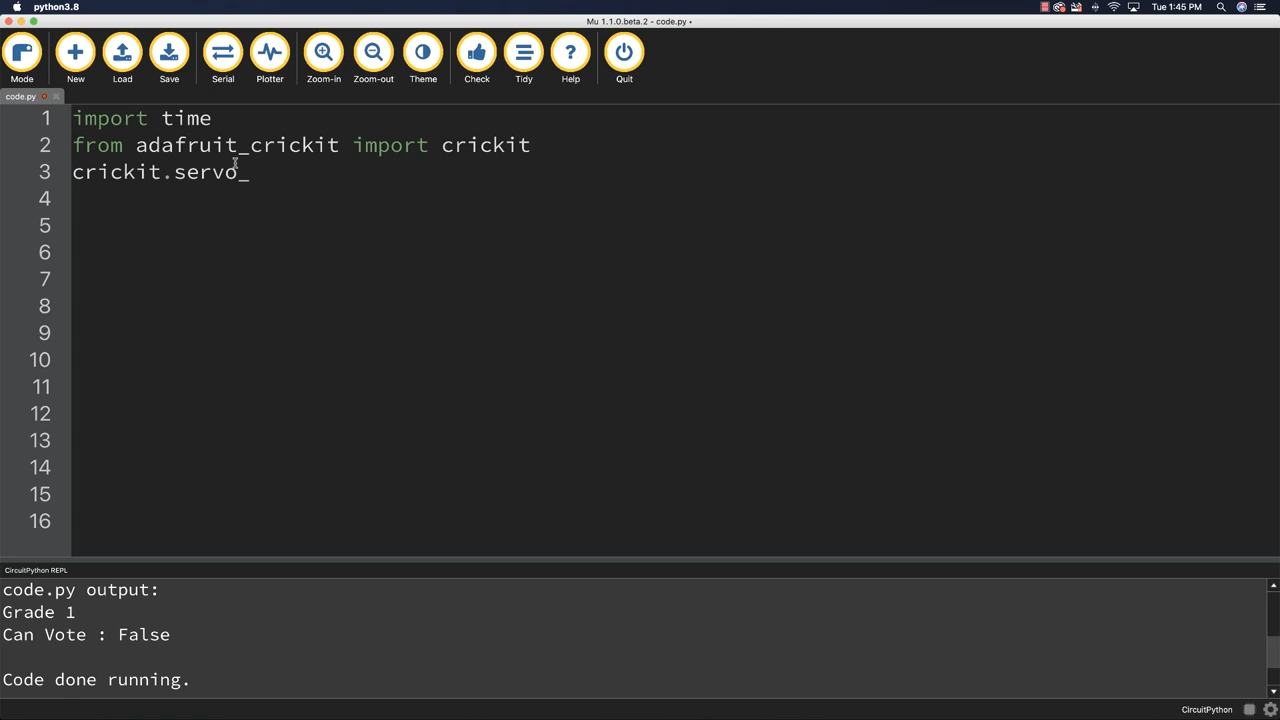 python3.8
Tue 1:45 PM
Mu 1.1.0.beta.2 - code.py •
Mode New Load Save Serial Plotter Zoom-in Zoom-out Theme Check Tidy Help Quit
code.py
1 import time
2 from adafruit_crickit import crickit
3 crickit.servo_
4
5
6
7
8
9
10
11
12
13
14
15
16
CircuitPython REPL
code.py output:
Grade 1
Can Vote : False
Code done running.
CircuitPython